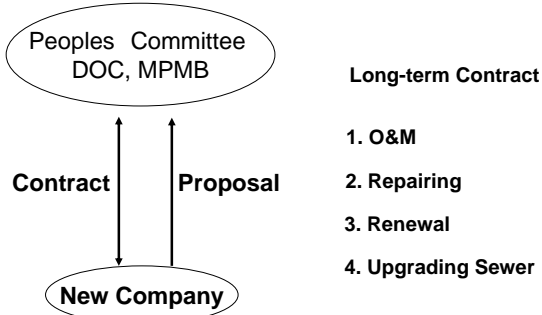 Peoples Committee
DOC, MPMB
Long-term Contract
1. O&M
Contract
Proposal
2. Repairing
3. Renewal
4. Upgrading Sewer
New Company